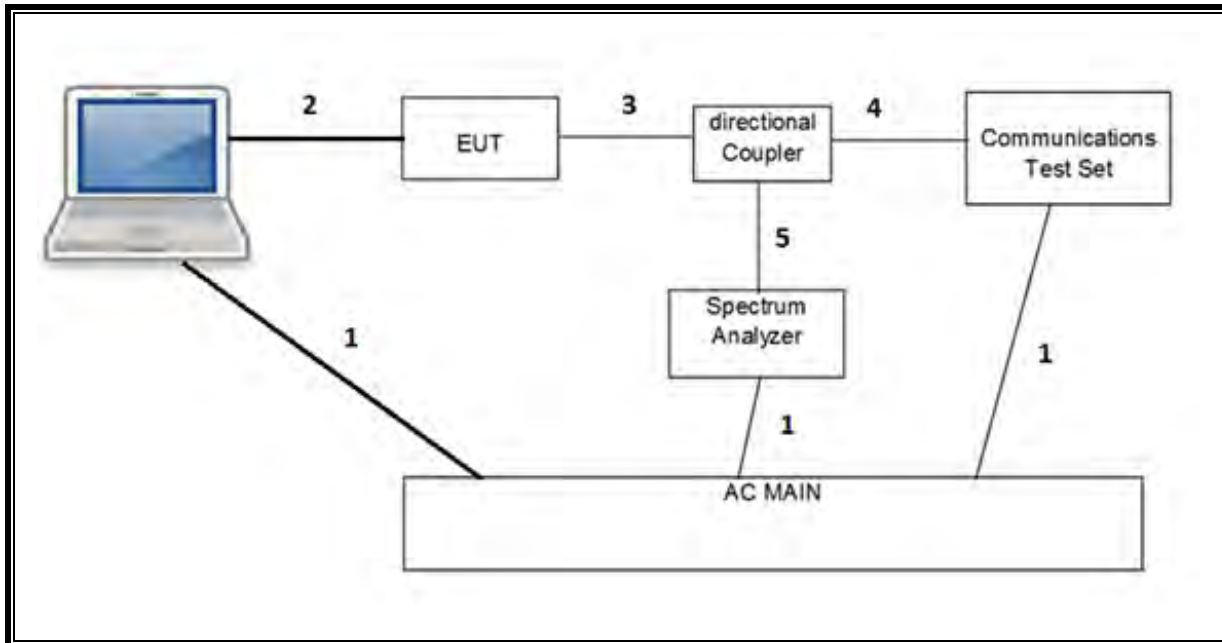 2
EUT
3
directional
Coupler
4
Communications
Test Set
5
Spectrum
Analyzer
1
1
1
AC MAIN